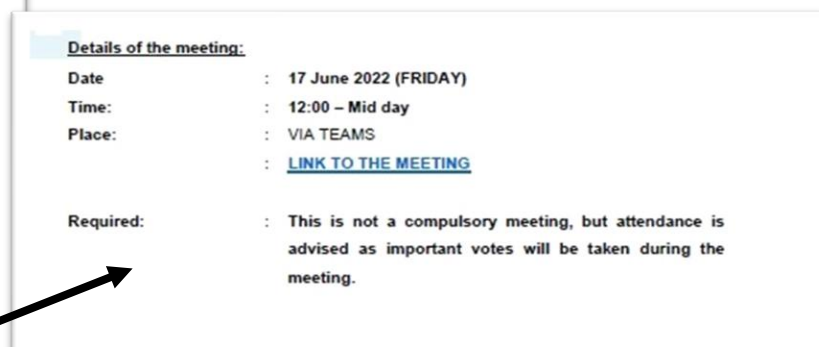 Details of the meeting:
Date : 17 June 2022 (FRIDAY)
Time: : 12:00 – Mid day
Place: : VIA TEAMS
: LINK TO THE MEETING
Required: : This is not a compulsory meeting, but attendance is
advised as important votes will be taken during the
meeting.